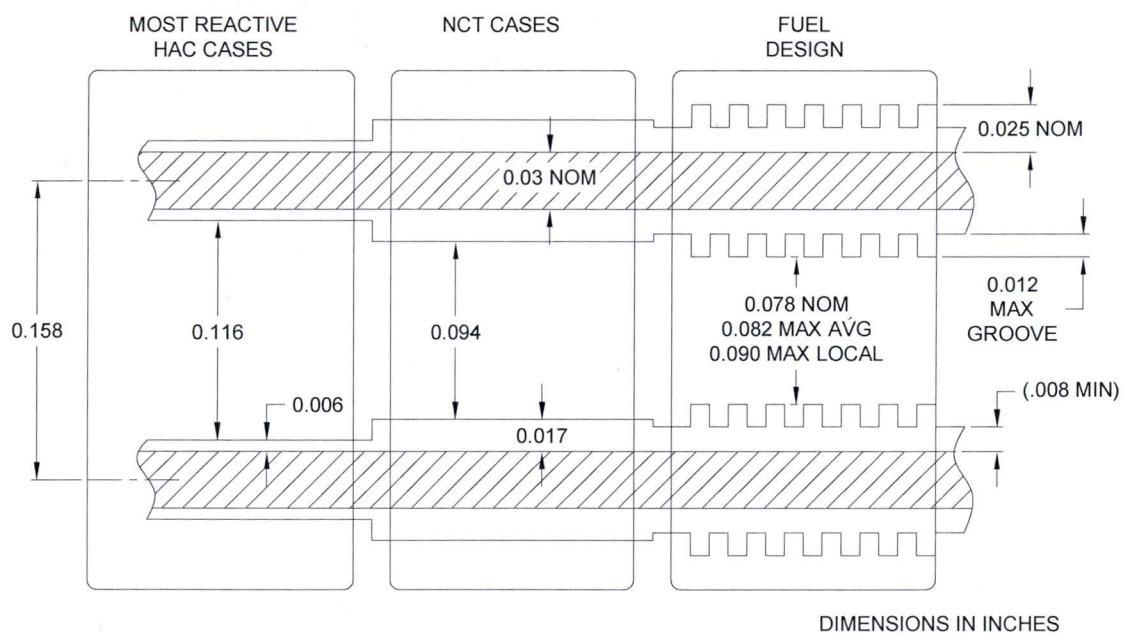 MOST REACTIVE
HAC CASES
NCT CASES
FUEL
DESIGN
0.025 NOM
0.03 NOM
0.158
0.116
0.094
0.078 NOM
0.082 MAX AVG
0.090 MAX LOCAL
0.012
MAX
GROOVE
0.006
0.017
(.008 MIN)
DIMENSIONS IN INCHES